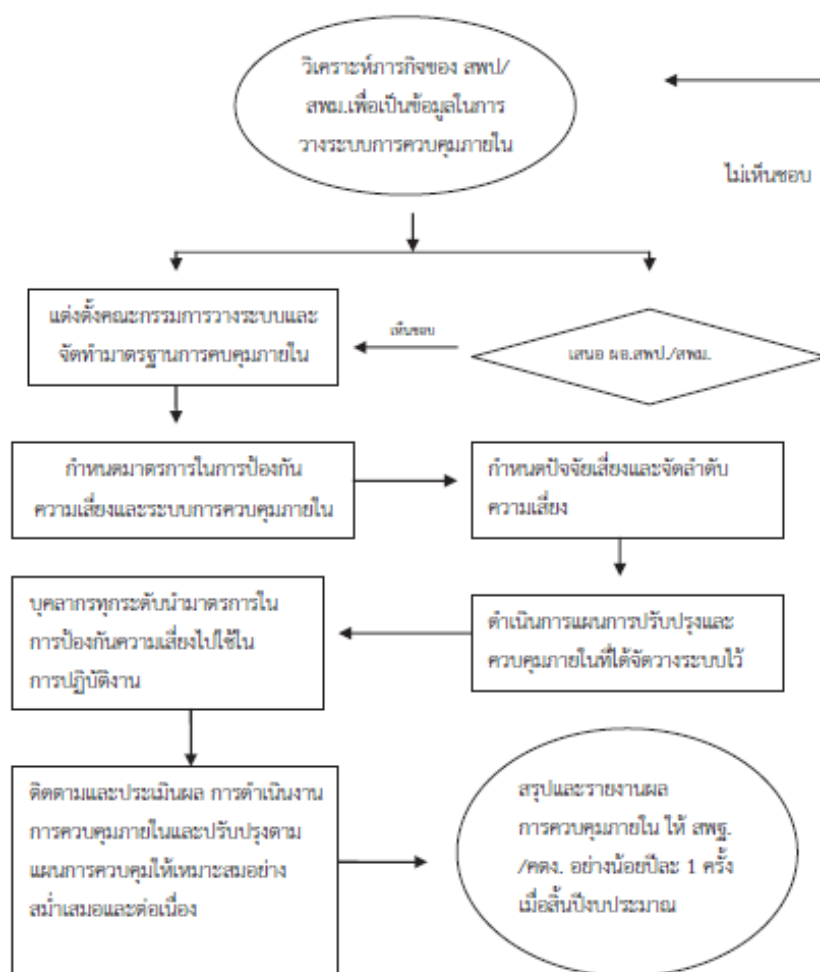 วิเคราะห์ภารกิจของ สพป/
สพม.เพื่อเป็นข้อมูลในการ
วางระบบการควบคุมภายใน
ไม่เห็นชอบ
แต่งตั้งคณะกรรมการวางระบบและ
จัดทำมาตรฐานการคบคุมภายใน
เห็นชอบ
เสนอ ผอ.สพป./สพม.
กำหนดมาตรการในการป้องกัน
ความเสี่ยงและระบบการควบคุมภายใน
กำหนดปัจจัยเสี่ยงและจัดลำดับ
ความเสี่ยง
บุคลากรทุกระดับนำมาตรการใน
การป้องกันความเสี่ยงไปใช้ใน
การปฏิบัติงาน
ดำเนินการแผนการปรับปรุงและ
ควบคุมภายในที่ได้จัดวางระบบไว้
ติดตามและประเมินผล การดำเนินงาน
การควบคุมภายในและปรับปรุงตาม
แผนการควบคุมให้เหมาะสมอย่าง
สม่ำเสมอและต่อเนื่อง
สรุปและรายงานผล
การควบคุมภายใน ให้ สพฐ.
/คตง. อย่างน้อยปีละ 1 ครั้ง
เมื่อสิ้นปีงบประมาณ